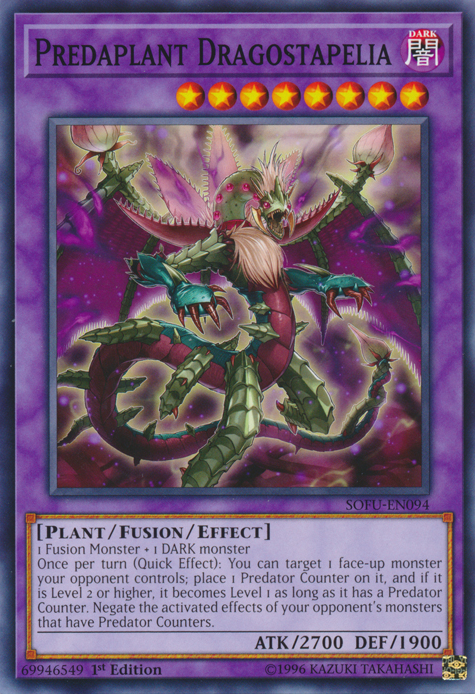 PREDAPLANT DRAGOSTAPELIA
DARK
闇
SOFU-EN094
[PLANT/FUSION/EFFECT]
1 Fusion Monster + 1 DARK monster
Once per turn (Quick Effect): You can target 1 face-up monster
your opponent controls; place 1 Predator Counter on it, and if it
is Level 2 or higher, it becomes Level 1 as long as it has a Predator
Counter. Negate the activated effects of your opponent's monsters
that have Predator Counters.
ATK/2700 DEF/1900
69946549 1st Edition ©1996 KAZUKI TAKAHASHI